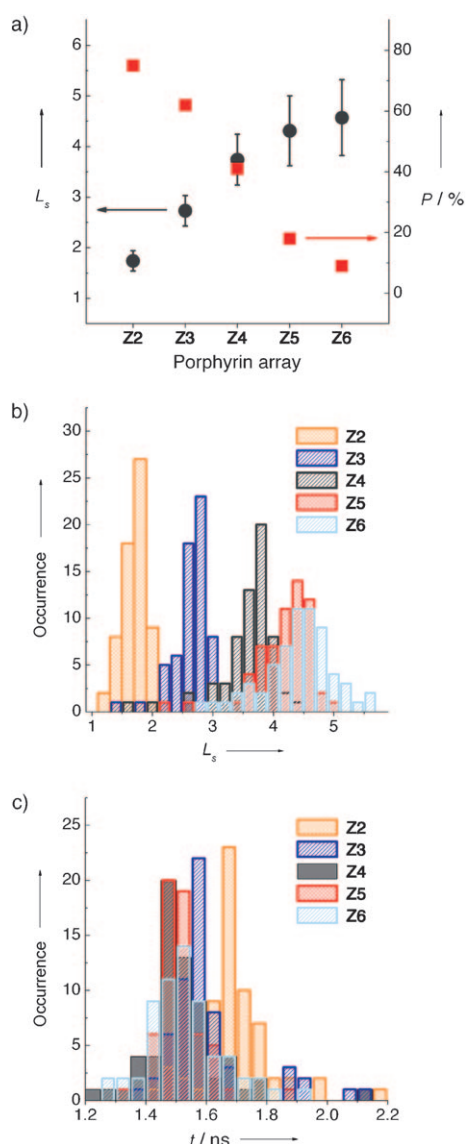 a)
6
5
4
3
2
1
L_s
80
60
40
20
0
P / %
Z2 Z3 Z4 Z5 Z6
Porphyrin array
b)
30
25
20
15
10
5
0
Occurrence
Z2
Z3
Z4
Z5
Z6
1 2 3 4 5
L_s
c)
25
20
15
10
5
0
Occurrence
Z2
Z3
Z4
Z5
Z6
1.2 1.4 1.6 1.8 2.0 2.2
t / ns